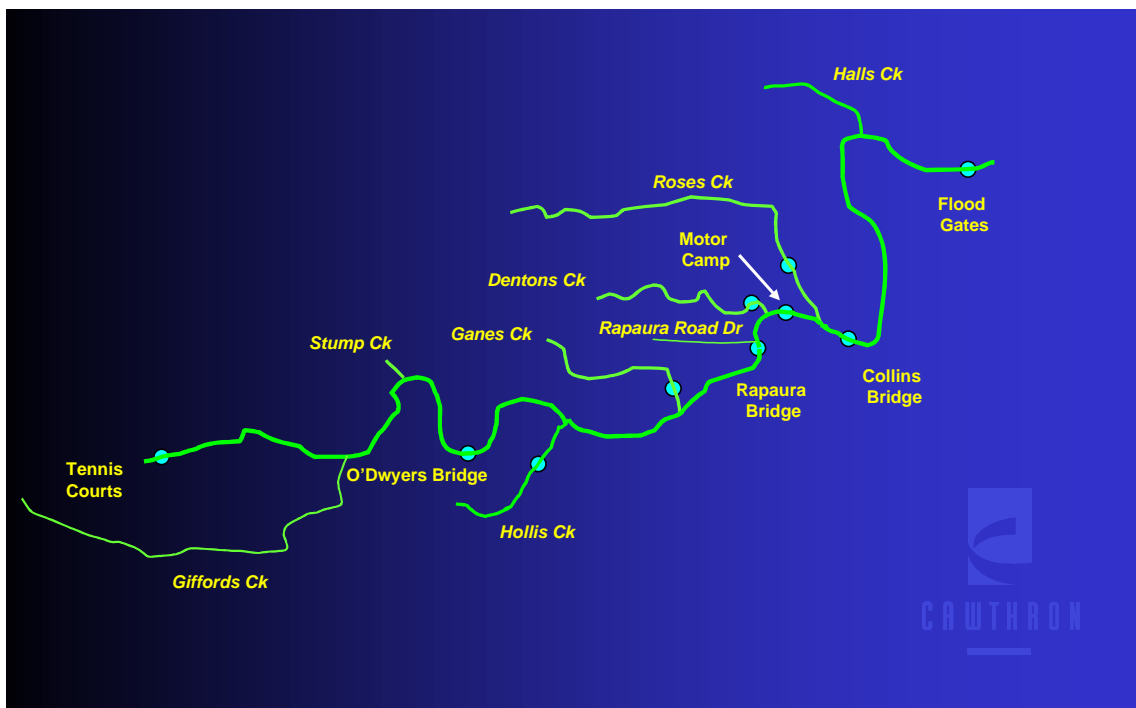 Halls Ck
Roses Ck
Flood
Gates
Motor
Camp
Dentons Ck
Rapaura Road Dr
Ganes Ck
Stump Ck
Collins
Bridge
Rapaura
Bridge
Tennis
Courts
O'Dwyers Bridge
Hollis Ck
Giffords Ck
CAWTHRON